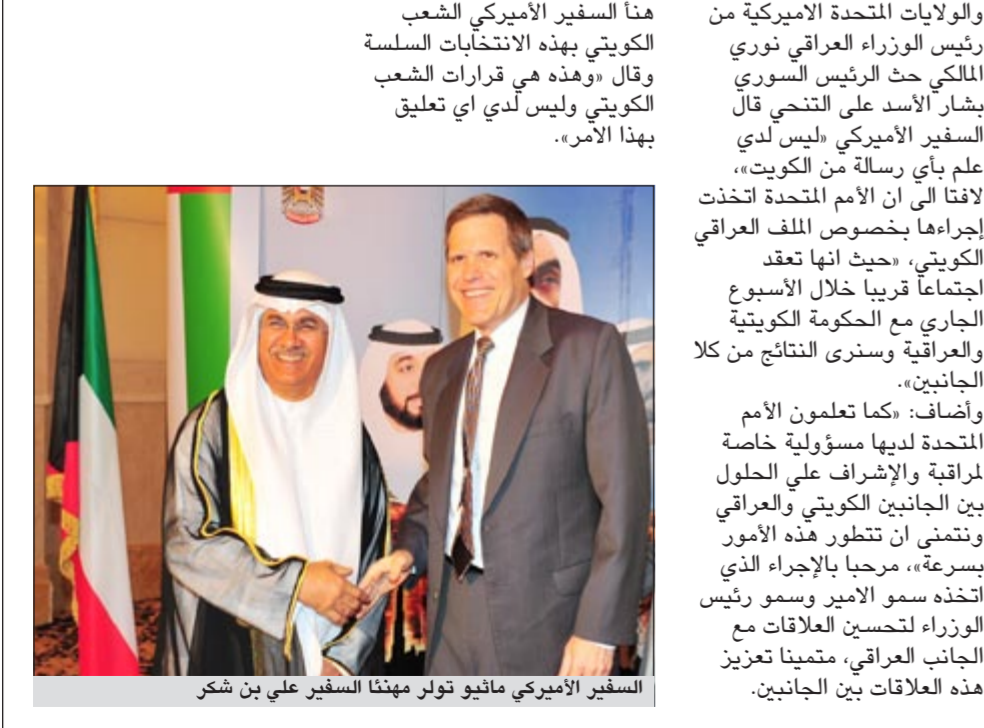 والولايات المتحدة الاميركية من
رئيس الوزراء العراقي نوري
المالكي حث الرئيس السوري
بشار الأسد على التنحي قال
السفير الأميركي «ليس لدي
علم بأي رسالة من الكويت»،
لافتا الى ان الأمم المتحدة اتخذت
إجراءها بخصوص الملف العراقي
الكويتي، «حيث انها تعقد
اجتماعا قريبا خلال الأسبوع
الجاري مع الحكومة الكويتية
والعراقية وسنرى النتائج من كلا
الجانبين».
وأضاف: «كما تعلمون الأمم
المتحدة لديها مسؤولية خاصة
لمراقبة والإشراف علي الحلول
بين الجانبين الكويتي والعراقي
ونتمنى ان تتطور هذه الأمور
بسرعة»، مرحبا بالإجراء الذي
اتخذه سمو الامير وسمو رئيس
الوزراء لتحسين العلاقات مع
الجانب العراقي، متمينا تعزيز
هذه العلاقات بين الجانبين.
هنأ السفير الأميركي الشعب
الكويتي بهذه الانتخابات السلسة
وقال «وهذه هي قرارات الشعب
الكويتي وليس لدي اي تعليق
بهذا الامر».
السفير الأميركي ماثيو تولر مهنئا السفير علي بن شكر